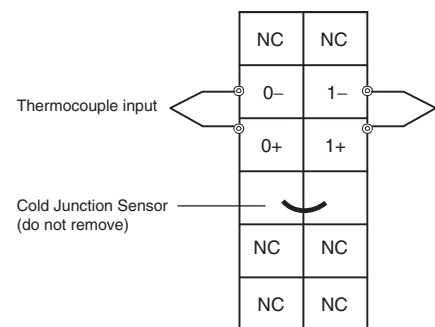 NC NC
Thermocouple input
0– 1–
0+ 1+
Cold Junction Sensor
(do not remove)
NC NC
NC NC